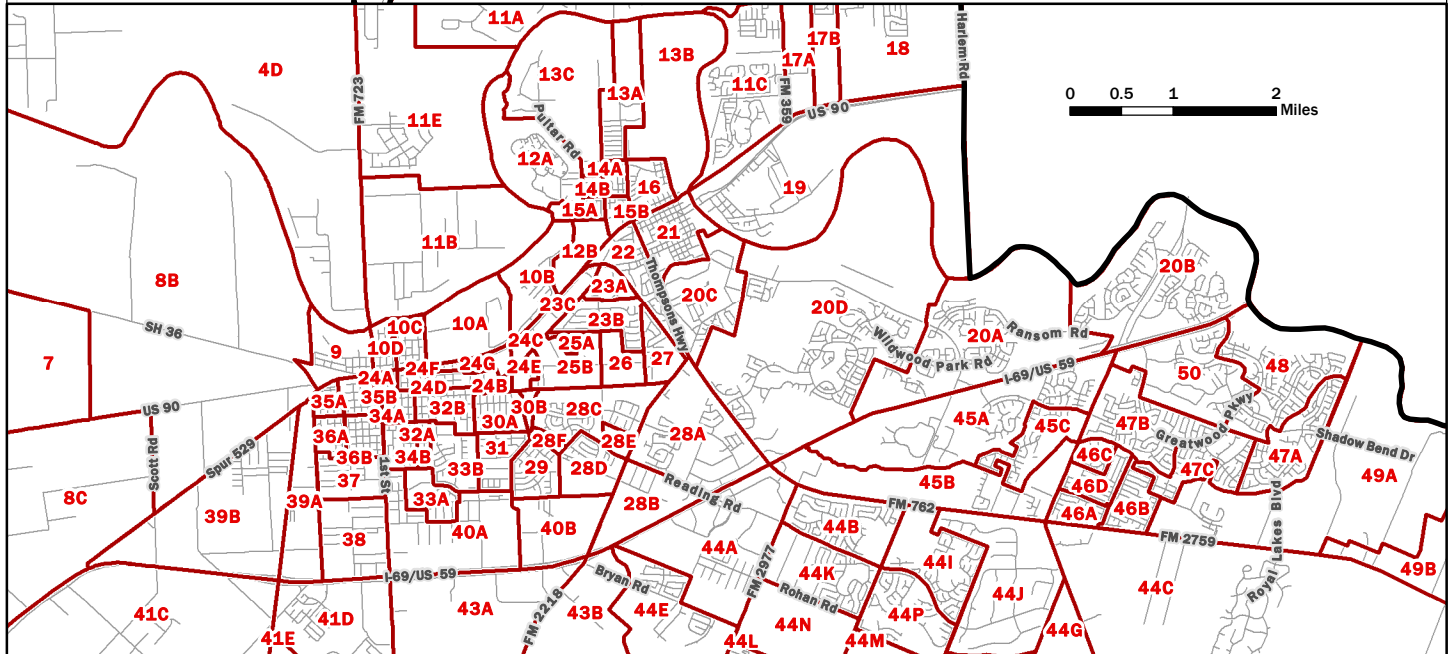 11A
17B
13B
18
17A
4D
13C
11C
Harlem Rd
FM 723
13A
FM 359
0 0.5 1 2
Miles
US 90
11E
Pultar Rd
12A
14A
14B
16
19
15A
15B
21
11B
12B
22
20B
8B
10B
23A
Thompsons Hwy
20C
23C
20D
SH 36
10C
10A
23B
Wildwood Park Rd
20A
Ransom Rd
9
10D
24C
25A
7
24F
24G
24E
25B
26
27
I-69/US 59
50
48
24A
24D
24B
US 90
35A
35B
32B
30B
28C
34A
30A
45A
45C
47B
Greatwood Pkwy
36A
32A
28F
28E
28A
Shadow Bend Dr
Scott Rd
Spur 529
36B
34B
31
46C
47A
37
1st St
33B
29
28D
47C
49A
8C
39A
33A
Reading Rd
45B
46D
39B
28B
FM 762
46A
46B
Royal Lakes Blvd
38
40A
40B
44B
FM 2759
44A
44I
I-69/US 59
Bryan Rd
FM 2977
44K
49B
41C
43A
FM 2218
43B
44E
Rohan Rd
44J
44C
41D
44P
41E
44L
44N
44M
44G